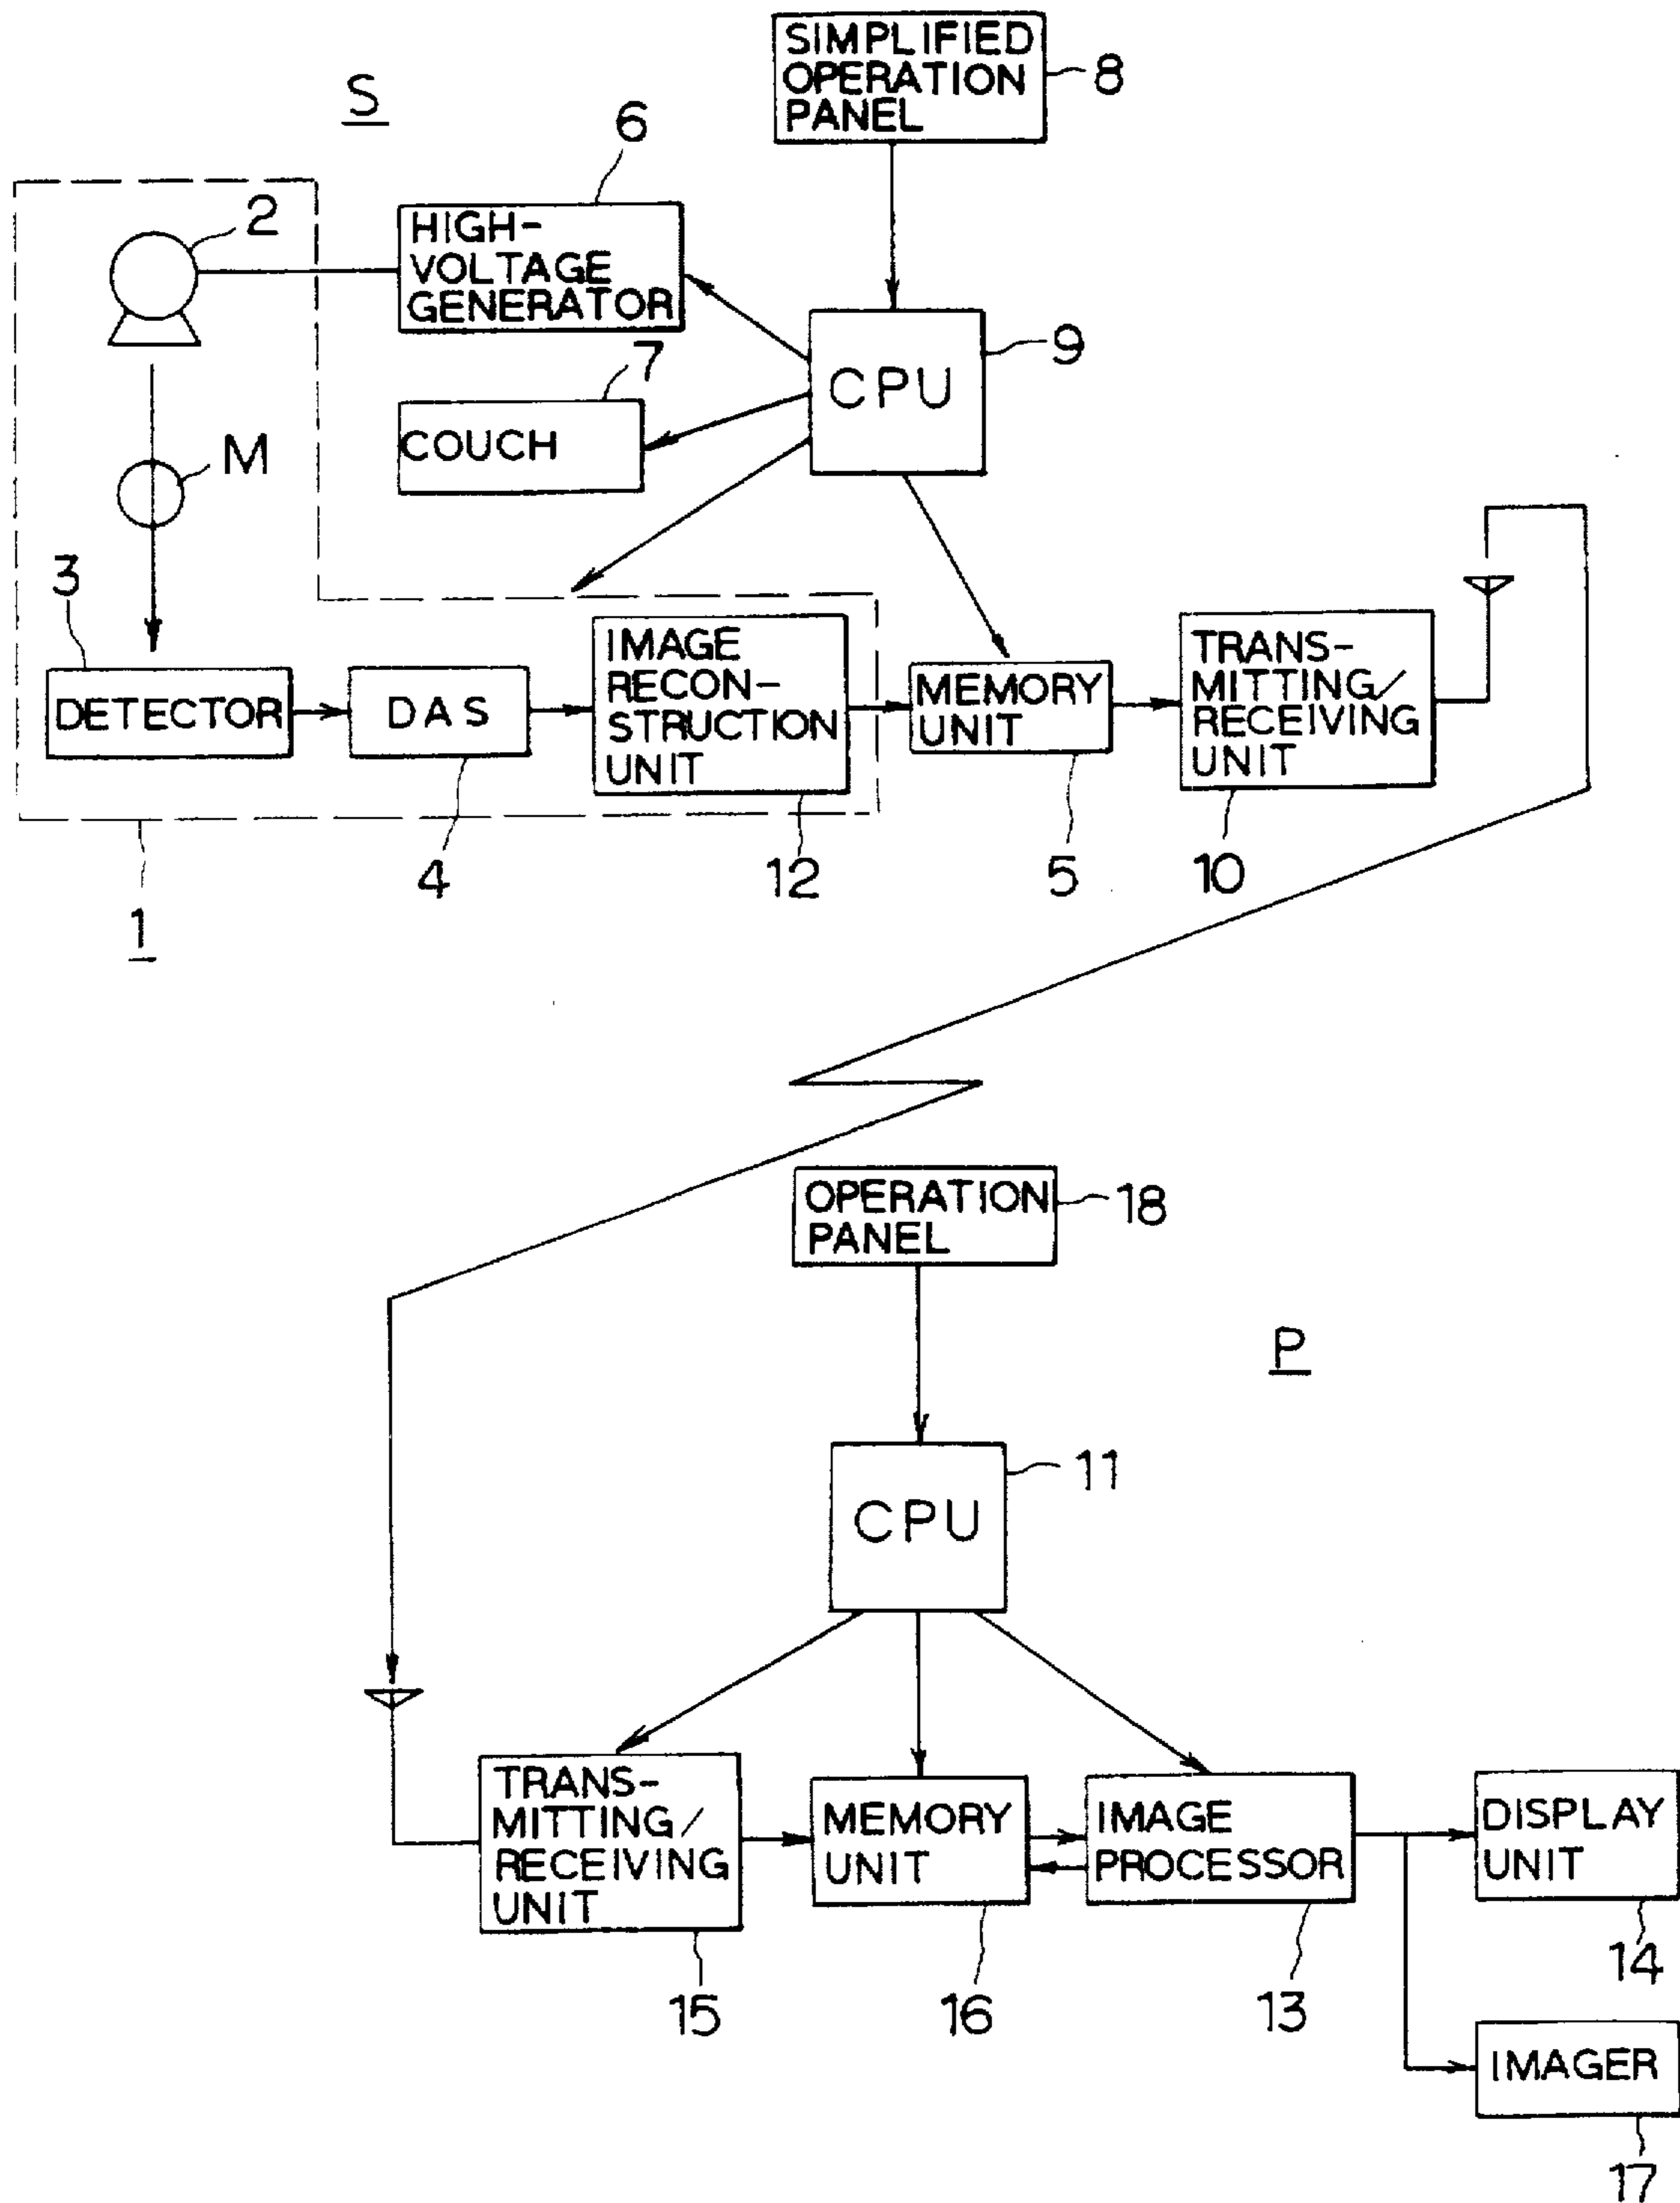 SIMPLIFIED
OPERATION
PANEL
8
S
6
2
HIGH-
VOLTAGE
GENERATOR
9
CPU
7
COUCH
M
3
DETECTOR
DAS
IMAGE
RECON-
STRUCTION
UNIT
MEMORY
UNIT
TRANS-
MITTING/
RECEIVING
UNIT
4
12
5
10
1
OPERATION
PANEL
18
P
11
CPU
TRANS-
MITTING/
RECEIVING
UNIT
MEMORY
UNIT
IMAGE
PROCESSOR
DISPLAY
UNIT
14
15
16
13
IMAGER
17